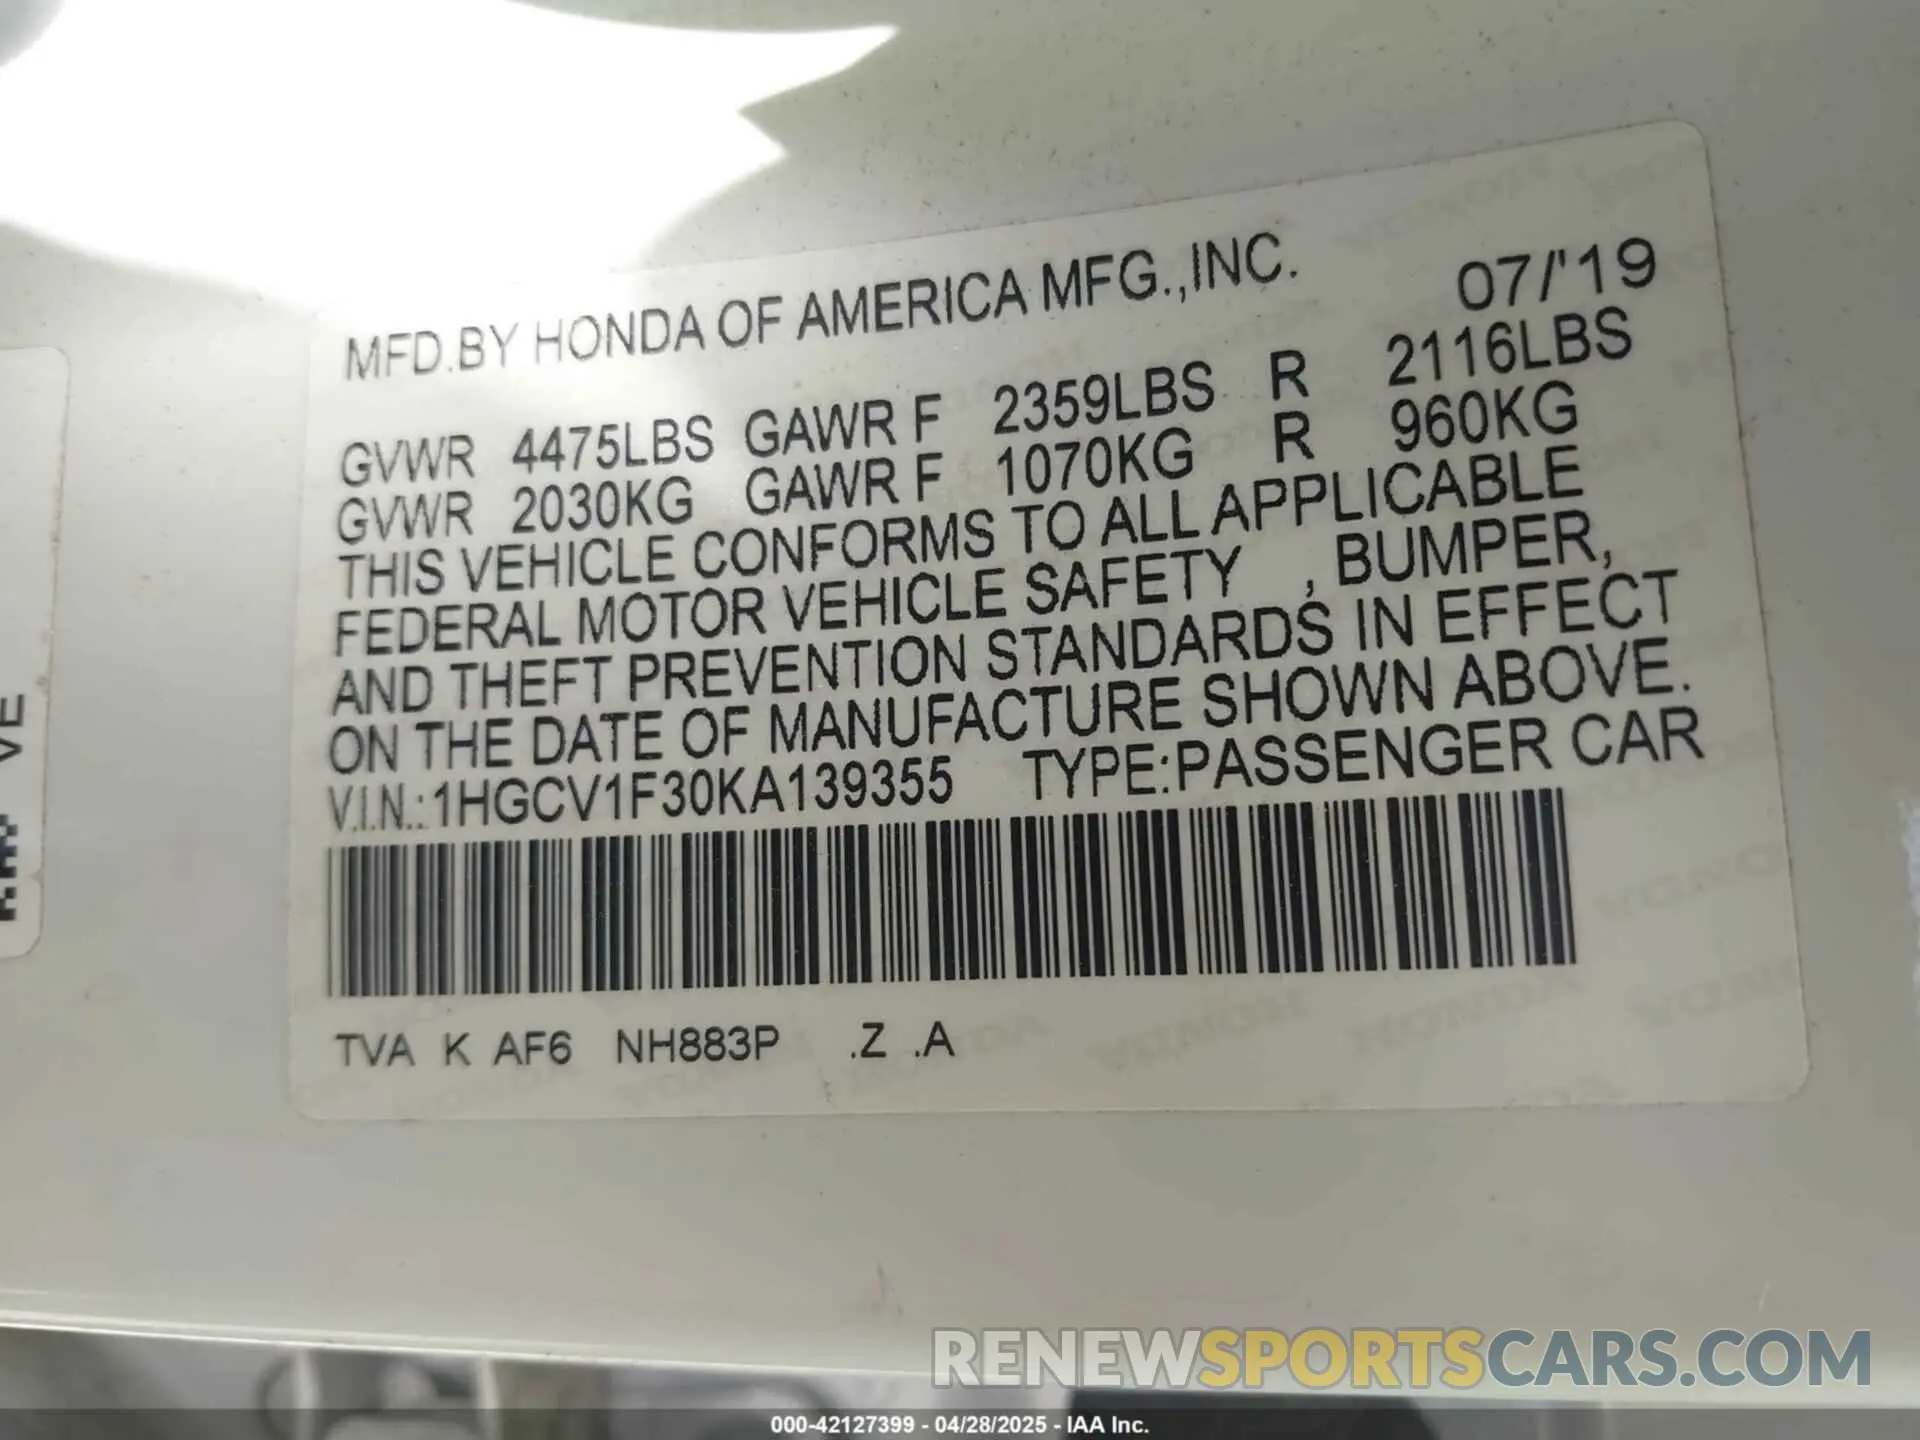 MFD.BY HONDA OF AMERICA MFG.,INC. 07/'19
GVWR 4475LBS GAWR F 2359LBS R 2116LBS
GVWR 2030KG GAWR F 1070KG R 960KG
THIS VEHICLE CONFORMS TO ALL APPLICABLE
FEDERAL MOTOR VEHICLE SAFETY , BUMPER,
AND THEFT PREVENTION STANDARDS IN EFFECT
ON THE DATE OF MANUFACTURE SHOWN ABOVE.
V.I.N.:1HGCV1F30KA139355 TYPE:PASSENGER CAR
TVA K AF6 NH883P .Z .A
VE
RENEWSPORTSCARS.COM
000-42127399 - 04/28/2025 - IAA Inc.